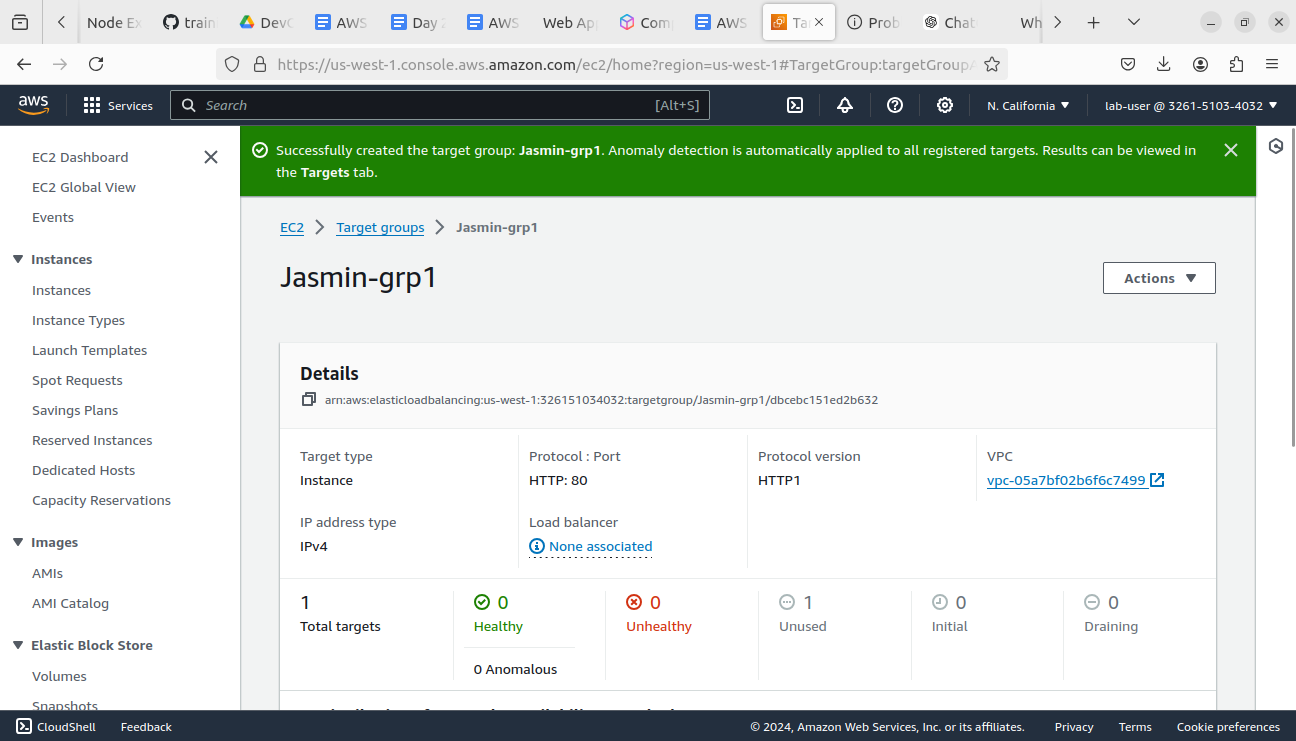 Node Ex
train
DevO
AWS
Day 2
AWS
Web App
Com
AWS
Ta
Prob
Chat
Wh
https://us-west-1.console.aws.amazon.com/ec2/home?region=us-west-1#TargetGroup:targetGroupA
aws
Services
Search
[Alt+S]
N. California
lab-user @ 3261-5103-4032
EC2 Dashboard
EC2 Global View
Events
Instances
Instances
Instance Types
Launch Templates
Spot Requests
Savings Plans
Reserved Instances
Dedicated Hosts
Capacity Reservations
Images
AMIs
AMI Catalog
Elastic Block Store
Volumes
Snapshots
Successfully created the target group: Jasmin-grp1. Anomaly detection is automatically applied to all registered targets. Results can be viewed in
the Targets tab.
EC2
Target groups
Jasmin-grp1
Jasmin-grp1
Actions
Details
arn:aws:elasticloadbalancing:us-west-1:326151034032:targetgroup/Jasmin-grp1/dbcebc151ed2b632
Target type
Instance
Protocol : Port
HTTP: 80
Protocol version
HTTP1
VPC
vpc-05a7bf02b6f6c7499
IP address type
IPv4
Load balancer
None associated
1
Total targets
0
Healthy
0 Anomalous
0
Unhealthy
1
Unused
0
Initial
0
Draining
CloudShell
Feedback
© 2024, Amazon Web Services, Inc. or its affiliates.
Privacy
Terms
Cookie preferences